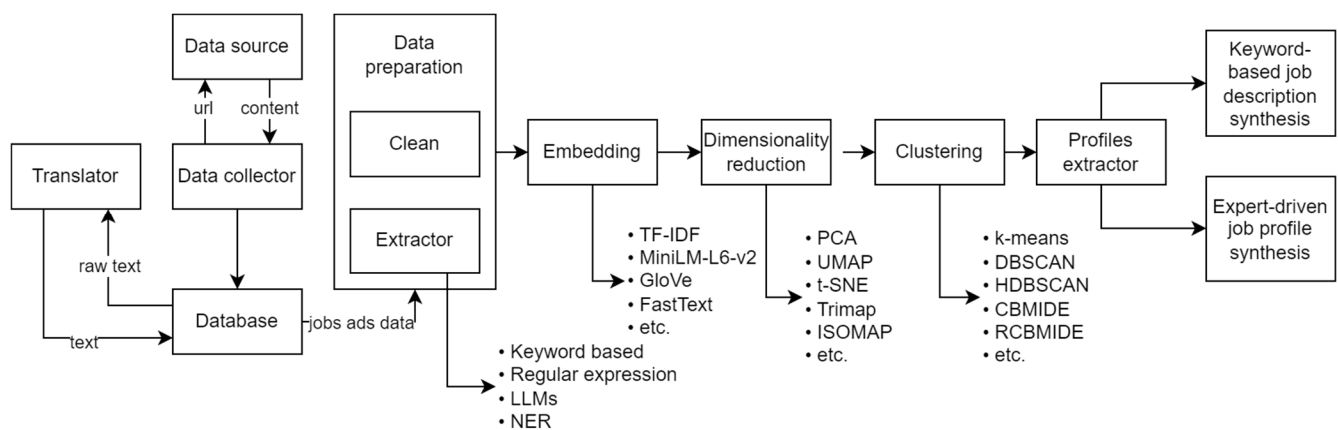 Data source
url
content
Translator
Data collector
raw text
text
Database
jobs ads data
Data
preparation
Clean
Extractor
• Keyword based
• Regular expression
• LLMs
• NER
Embedding
• TF-IDF
• MiniLM-L6-v2
• GloVe
• FastText
• etc.
Dimensionality
reduction
• PCA
• UMAP
• t-SNE
• Trimap
• ISOMAP
• etc.
Clustering
• k-means
• DBSCAN
• HDBSCAN
• CBMIDE
• RCBMIDE
• etc.
Profiles
extractor
Keyword-
based job
description
synthesis
Expert-driven
job profile
synthesis